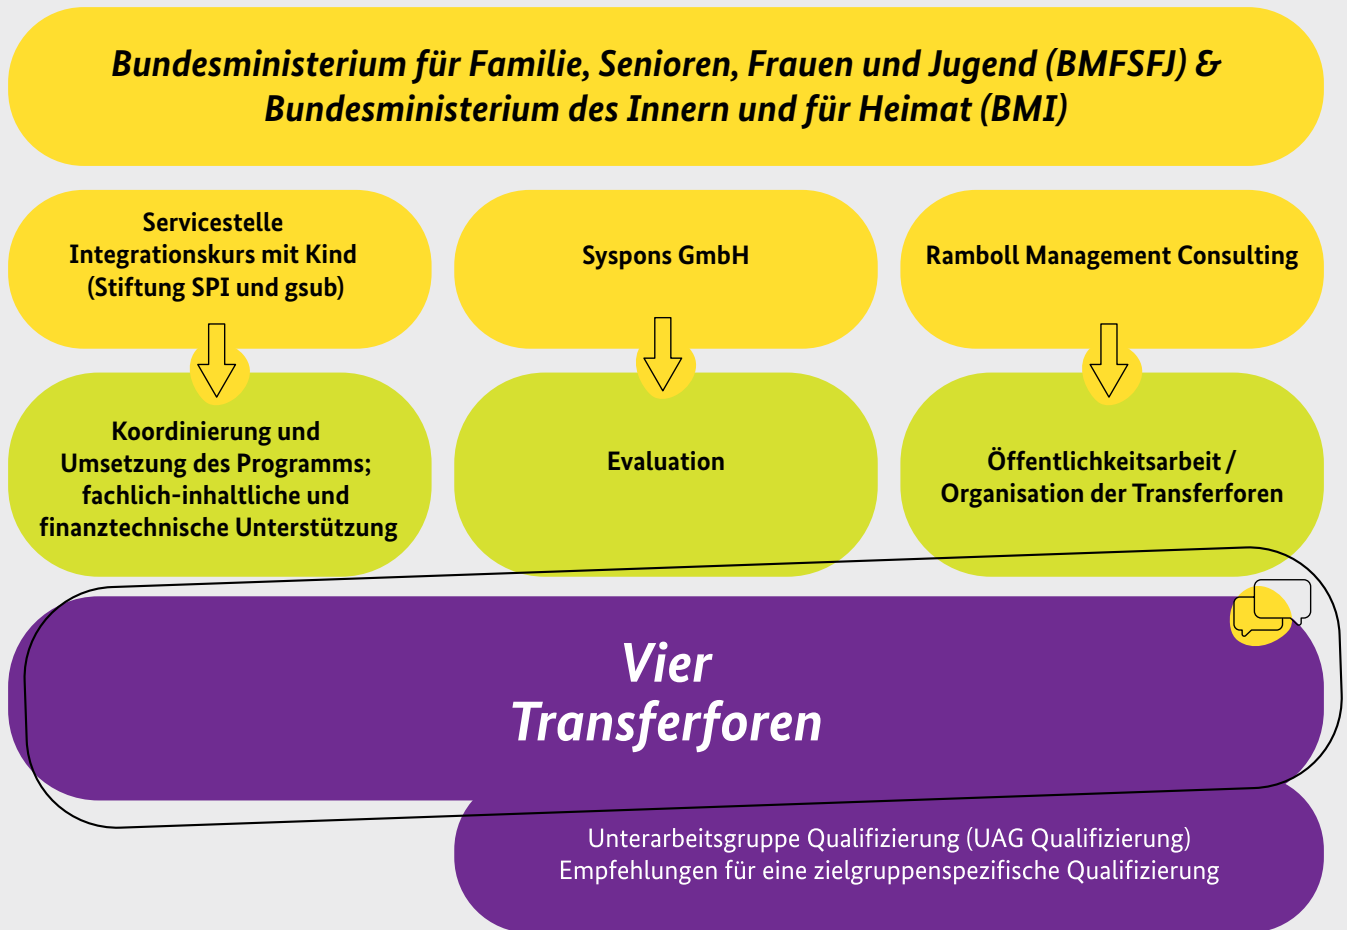 Bundesministerium für Familie, Senioren, Frauen und Jugend (BMFSFJ) &
Bundesministerium des Innern und für Heimat (BMI)
Servicestelle
Integrationskurs mit Kind
(Stiftung SPI und gsub)
Syspons GmbH
Ramboll Management Consulting
Koordinierung und
Umsetzung des Programms;
fachlich-inhaltliche und
finanztechnische Unterstützung
Evaluation
Öffentlichkeitsarbeit /
Organisation der Transferforen
Vier
Transferforen
Unterarbeitsgruppe Qualifizierung (UAG Qualifizierung)
Empfehlungen für eine zielgruppenspezifische Qualifizierung